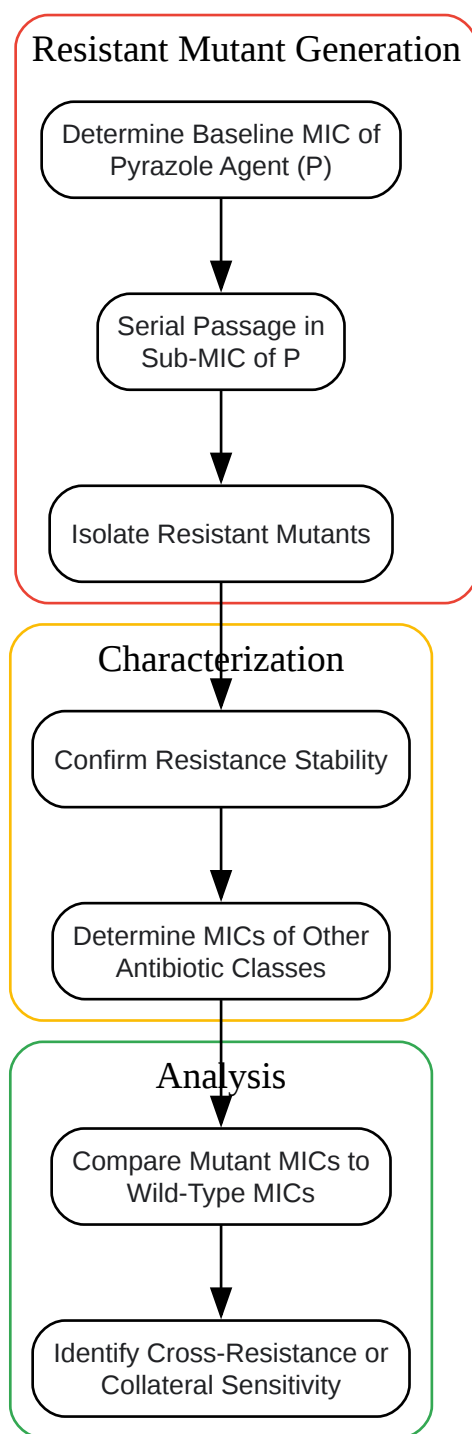 Resistant Mutant Generation
Determine Baseline MIC of
Pyrazole Agent (P)
Serial Passage in
Sub-MIC of P
Isolate Resistant Mutants
Characterization
Confirm Resistance Stability
Determine MICs of Other
Antibiotic Classes
Analysis
Compare Mutant MICs to
Wild-Type MICs
Identify Cross-Resistance or
Collateral Sensitivity